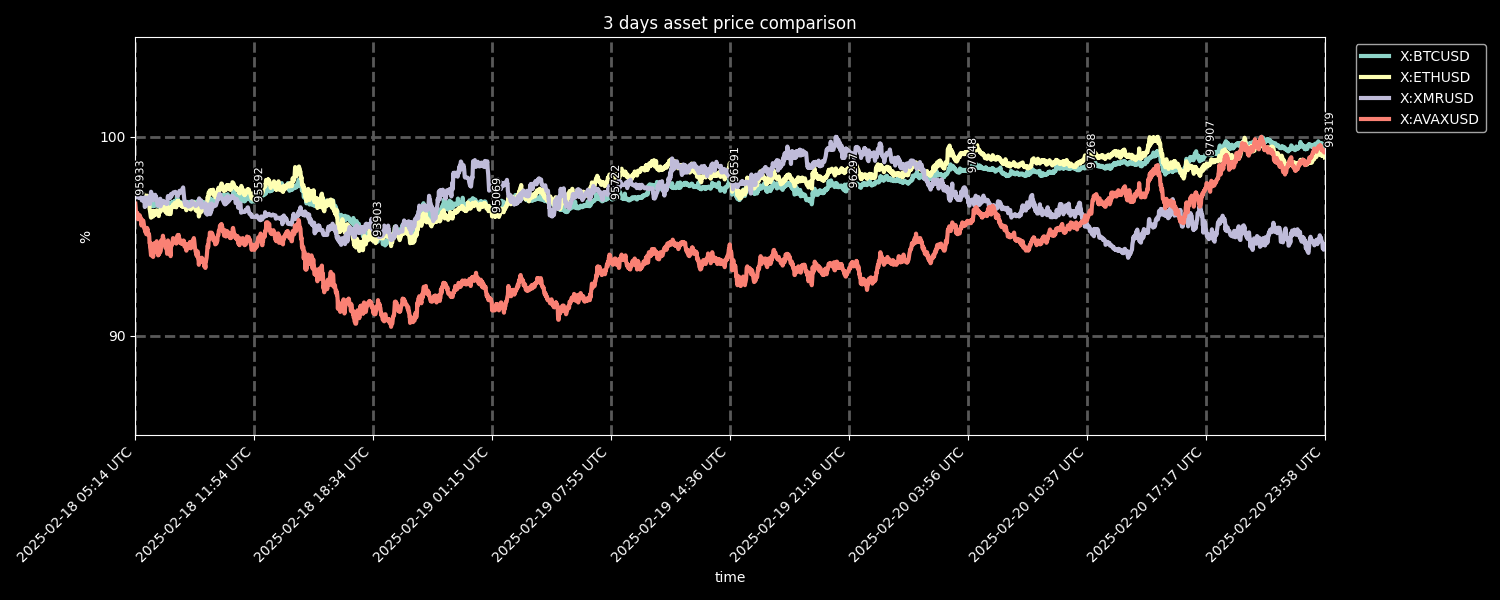 3 days asset price comparison
X:BTCUSD
X:ETHUSD
X:XMRUSD
X:AVAXUSD
100
90
%
95933
95592
93903
95069
95722
96591
96297
97048
97268
97907
98319
2025-02-18 05:14 UTC
2025-02-18 11:54 UTC
2025-02-18 18:34 UTC
2025-02-19 01:15 UTC
2025-02-19 07:55 UTC
2025-02-19 14:36 UTC
2025-02-19 21:16 UTC
2025-02-20 03:56 UTC
2025-02-20 10:37 UTC
2025-02-20 17:17 UTC
2025-02-20 23:58 UTC
time